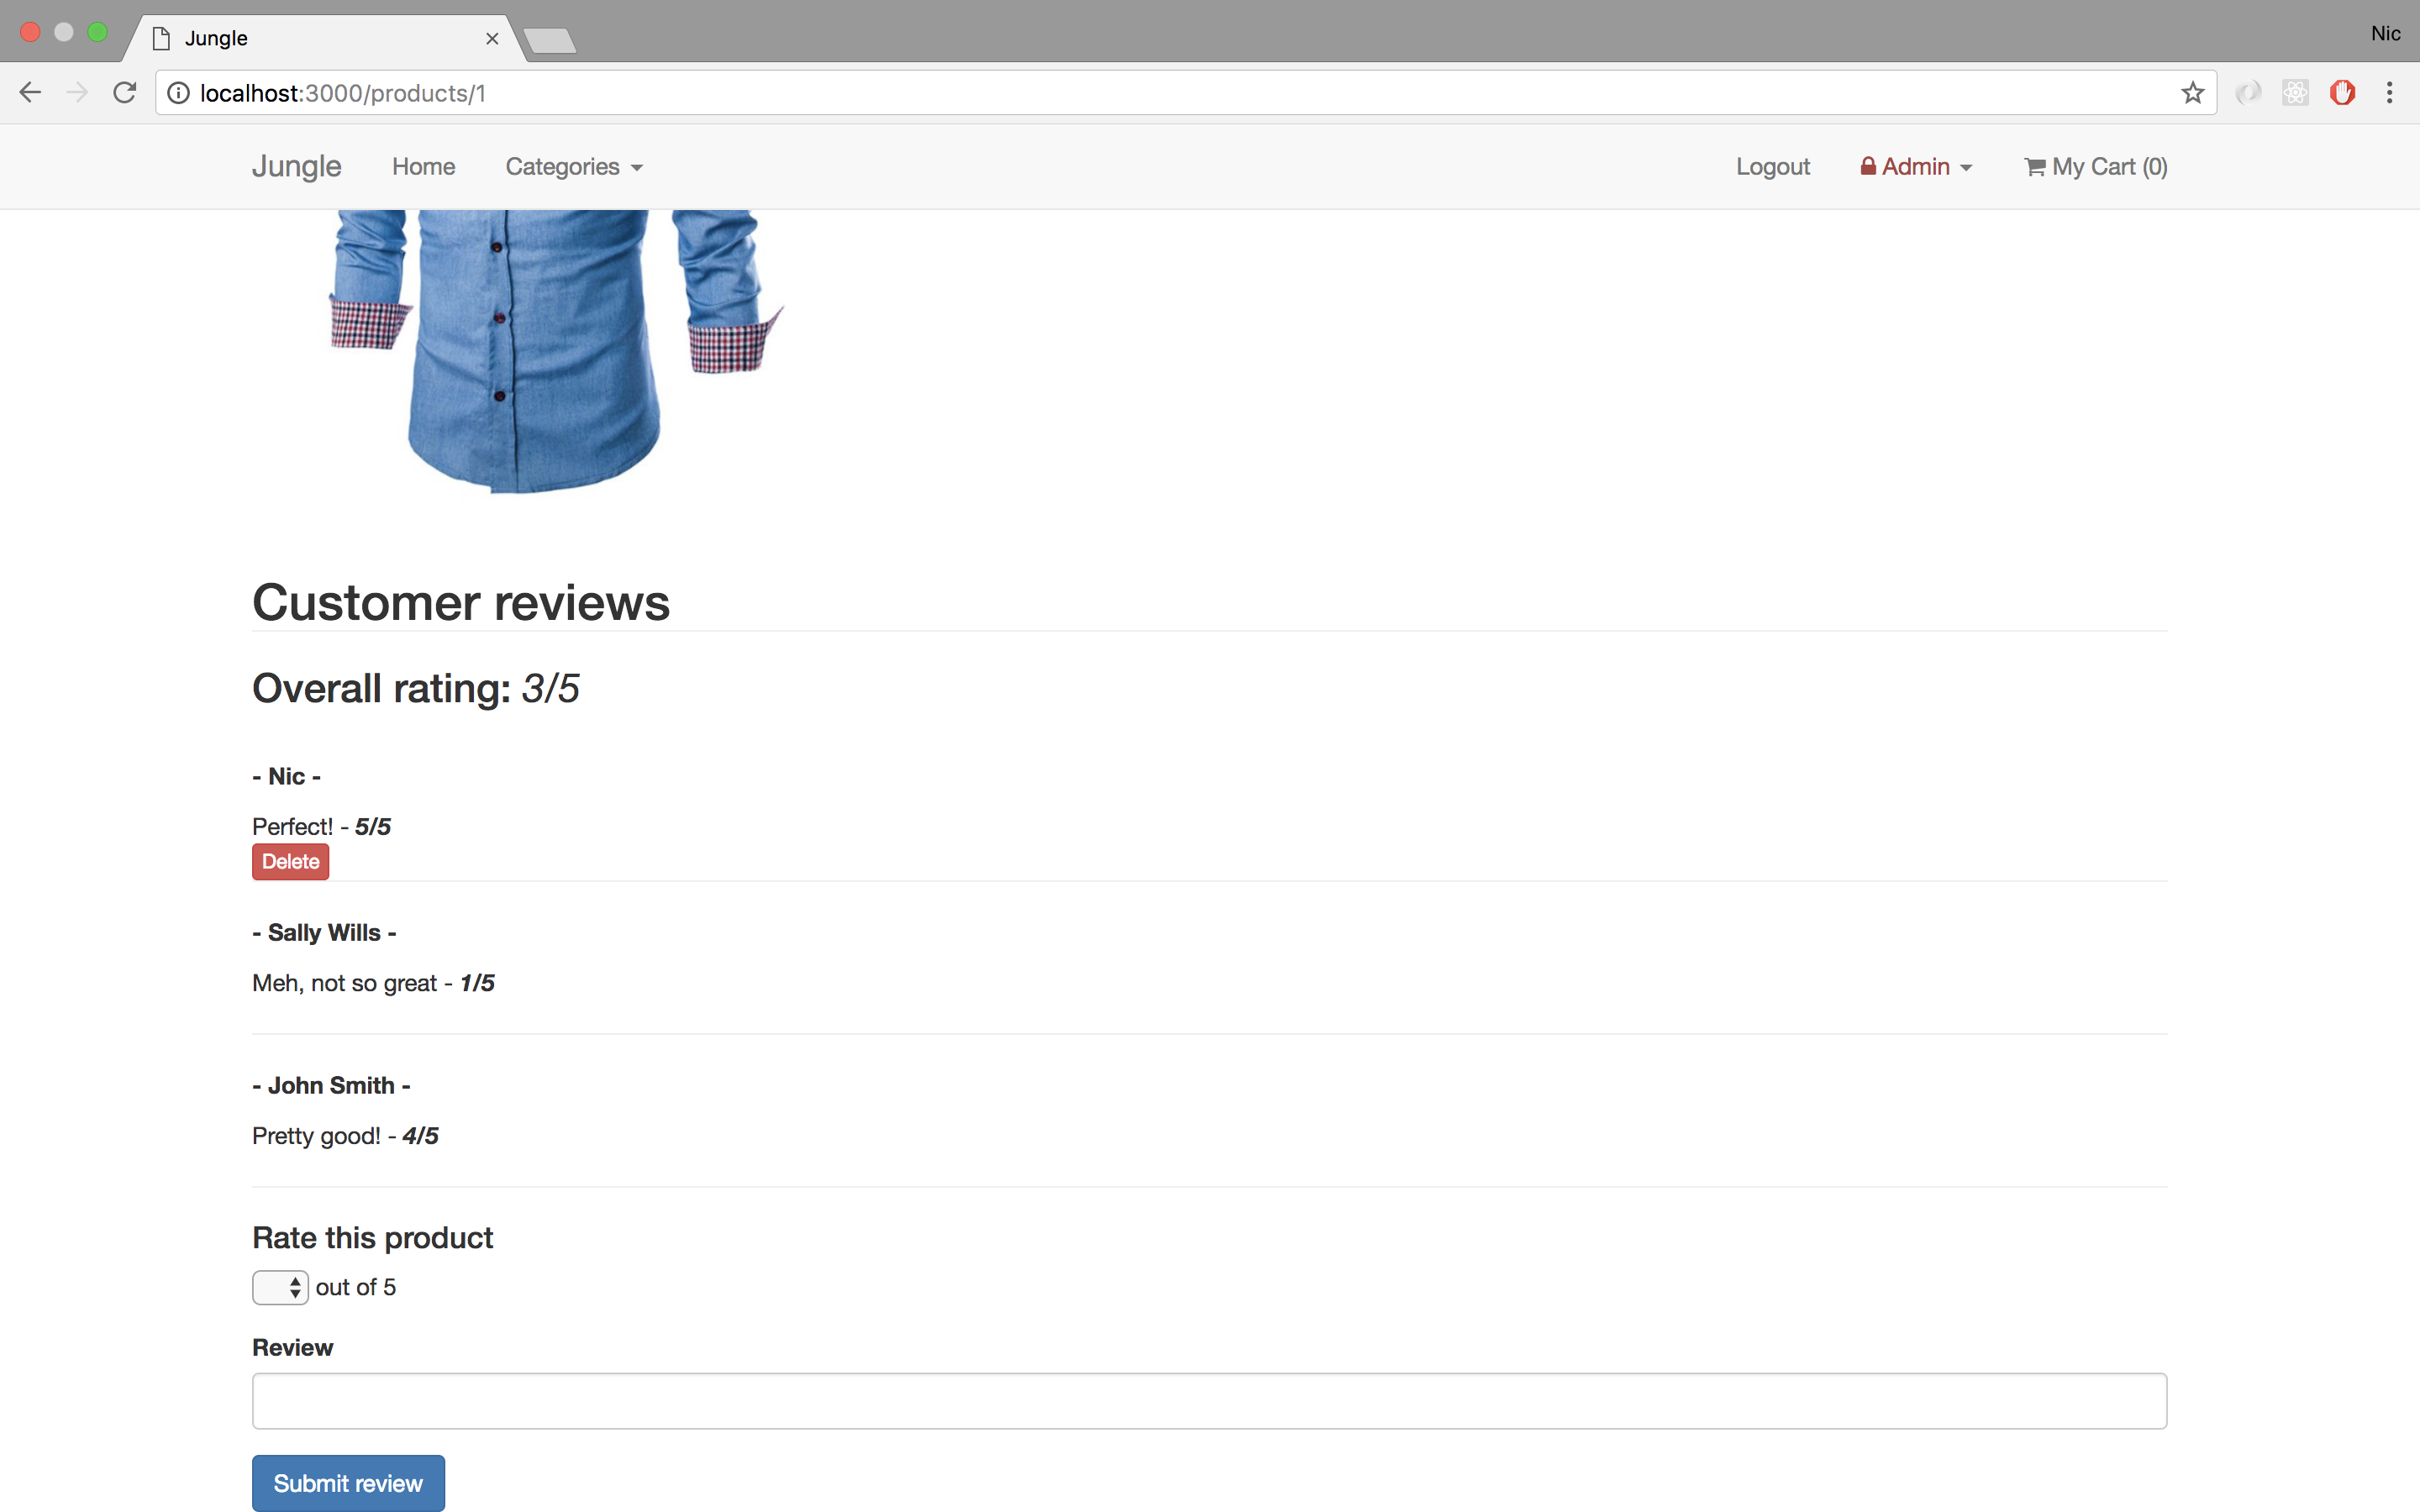 Jungle
Nic
localhost:3000/products/1
Jungle Home Categories Logout Admin My Cart (0)
Customer reviews
Overall rating: 3/5
- Nic -
Perfect! - 5/5
Delete
- Sally Wills -
Meh, not so great - 1/5
- John Smith -
Pretty good! - 4/5
Rate this product
out of 5
Review
Submit review